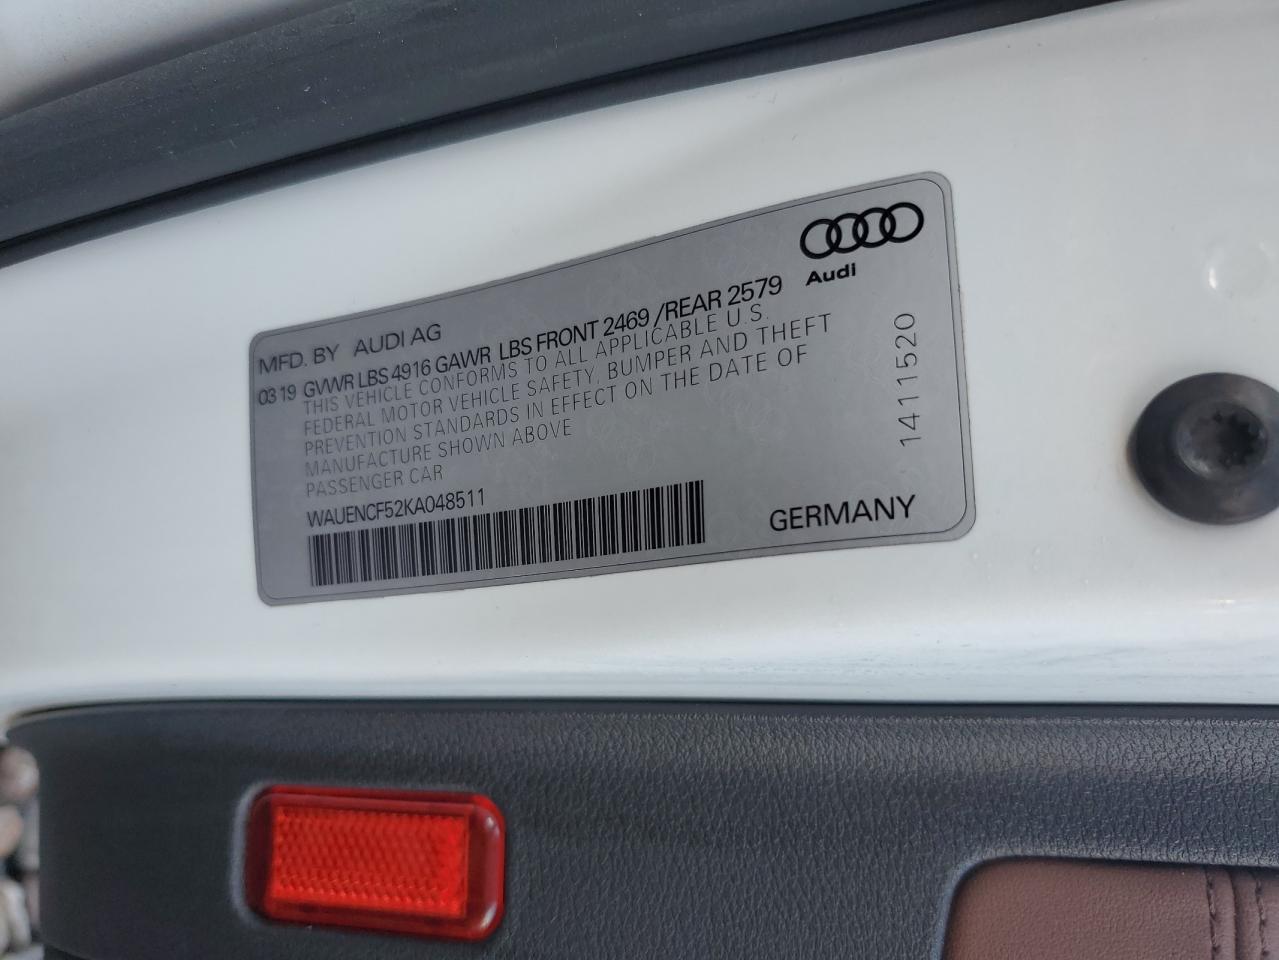 Audi
MFD. BY AUDI AG
03 19 GVWR LBS 4916 GAWR LBS FRONT 2469 /REAR 2579
THIS VEHICLE CONFORMS TO ALL APPLICABLE U.S.
FEDERAL MOTOR VEHICLE SAFETY, BUMPER AND THEFT
PREVENTION STANDARDS IN EFFECT ON THE DATE OF
MANUFACTURE SHOWN ABOVE
PASSENGER CAR
WAUENCF52KA048511
GERMANY
1411520